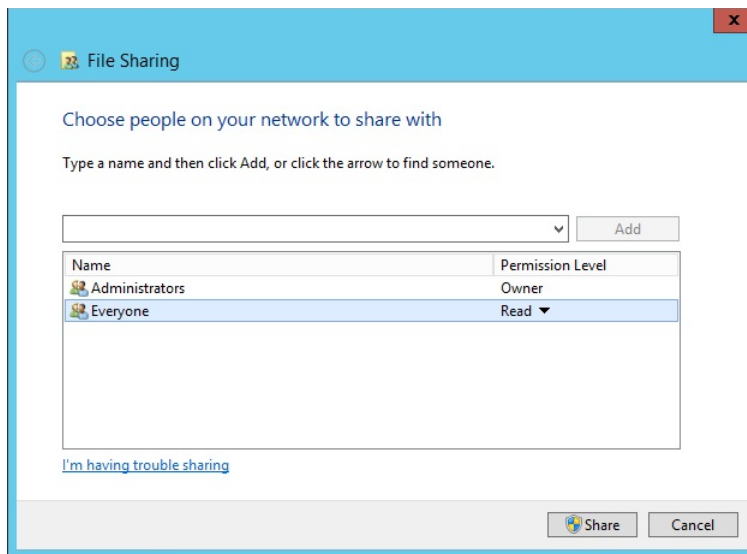 x
File Sharing
Choose people on your network to share with
Type a name and then click Add, or click the arrow to find someone.
Add
Name Permission Level
Administrators Owner
Everyone Read
I'm having trouble sharing
Share Cancel